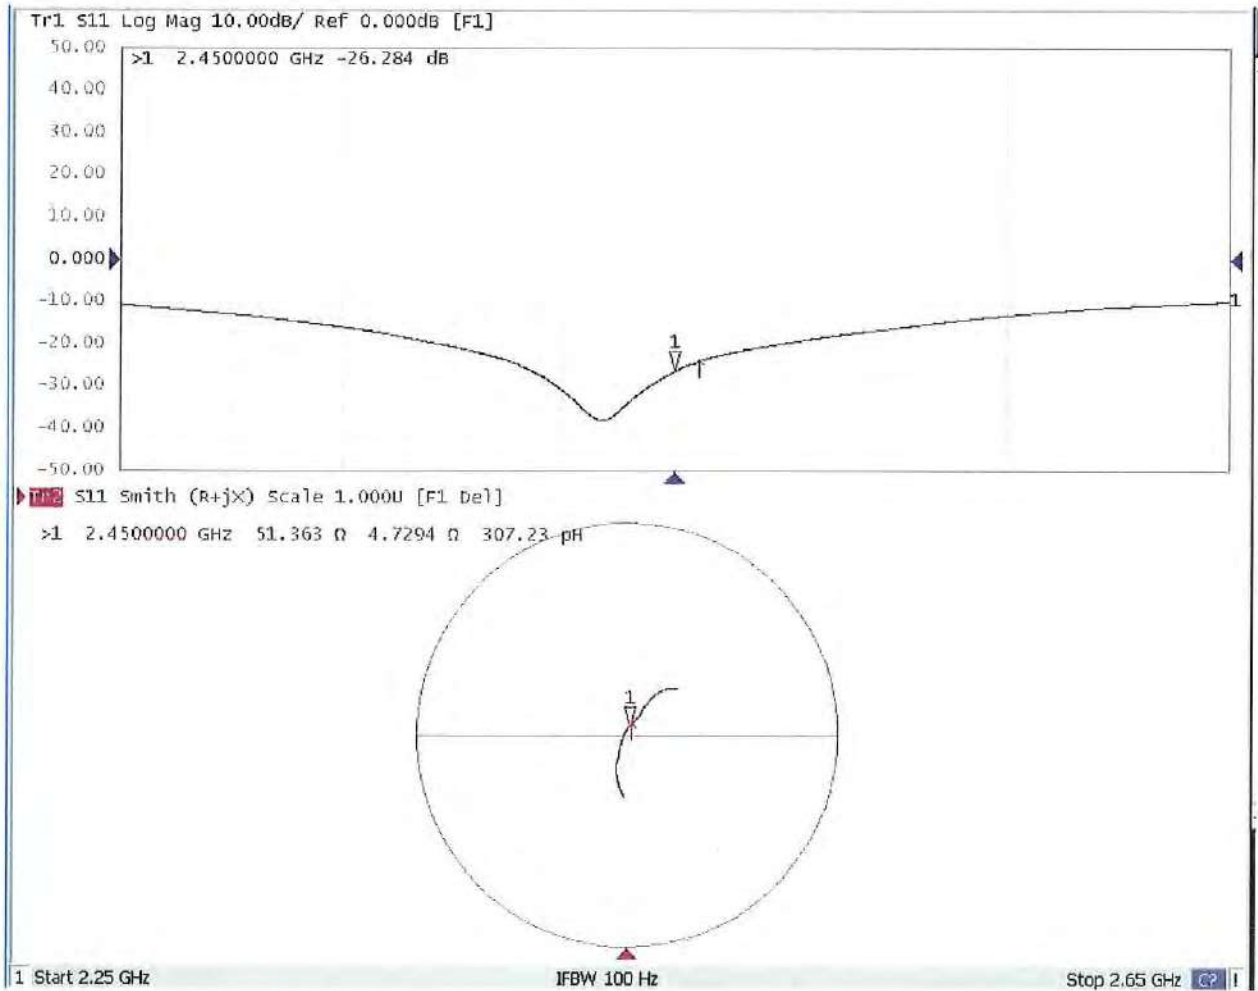 Tr1 S11 Log Mag 10.00dB/ Ref 0.000dB [F1]
50.00
>1 2.4500000 GHz -26.284 dB
40.00
30.00
20.00
10.00
0.000
-10.00
1
-20.00
1
-30.00
-40.00
-50.00
Tr2 S11 Smith (R+jX) Scale 1.000U [F1 Del]
>1 2.4500000 GHz 51.363 Ω 4.7294 Ω 307.23 pH
1
1 Start 2.25 GHz IFBW 100 Hz Stop 2.65 GHz C? !